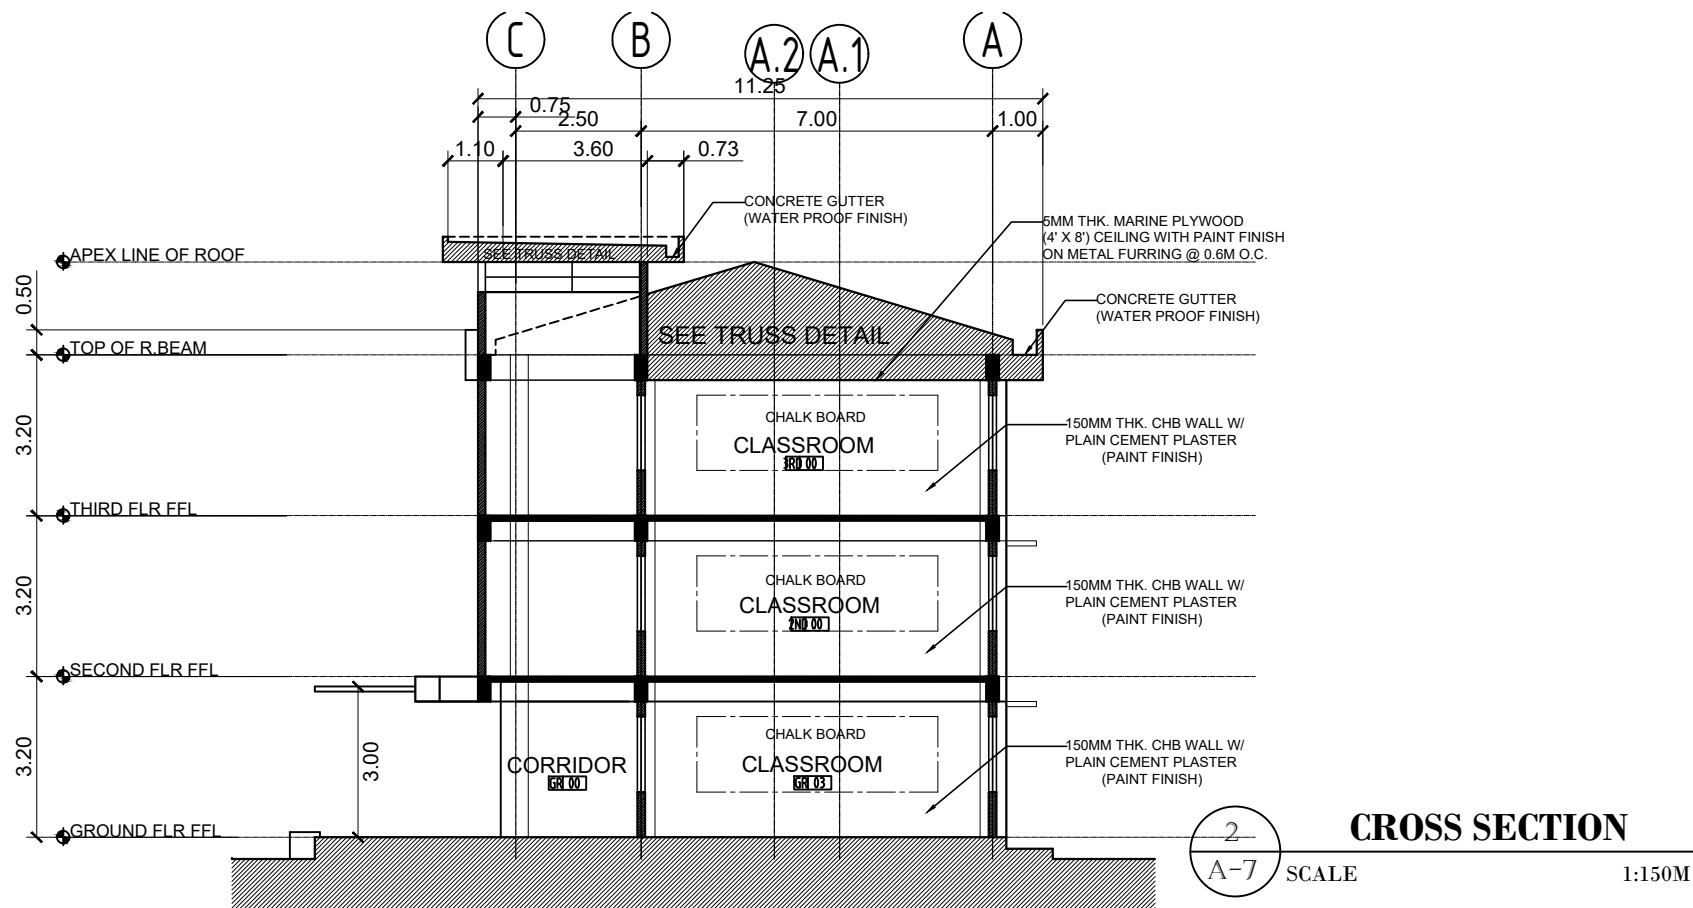 C
B
A.2
A.1
A
11.25
0.75
2.50
7.00
1.00
1.10
3.60
0.73
CONCRETE GUTTER
(WATER PROOF FINISH)
5MM THK. MARINE PLYWOOD
(4' X 8') CEILING WITH PAINT FINISH
ON METAL FURRING @ 0.6M O.C.
APEX LINE OF ROOF
SEE TRUSS DETAIL
0.50
CONCRETE GUTTER
(WATER PROOF FINISH)
SEE TRUSS DETAIL
TOP OF R.BEAM
3.20
CHALK BOARD
CLASSROOM
3RD 00
150MM THK. CHB WALL W/
PLAIN CEMENT PLASTER
(PAINT FINISH)
THIRD FLR FFL
3.20
CHALK BOARD
CLASSROOM
2ND 00
150MM THK. CHB WALL W/
PLAIN CEMENT PLASTER
(PAINT FINISH)
SECOND FLR FFL
3.20
3.00
CORRIDOR
GR 00
CHALK BOARD
CLASSROOM
GR 03
150MM THK. CHB WALL W/
PLAIN CEMENT PLASTER
(PAINT FINISH)
GROUND FLR FFL
2
A-7
CROSS SECTION
SCALE
1:150M